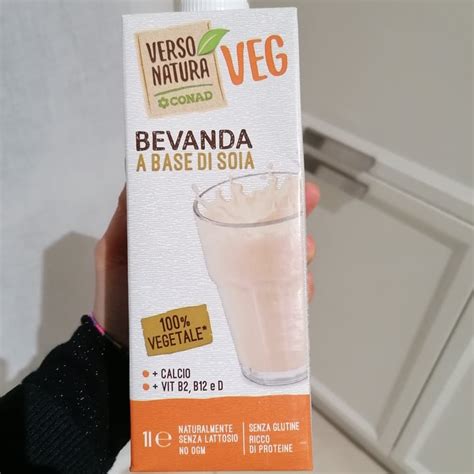 VERSO
NATURA
CONAD
VEG
BEVANDA
A BASE DI SOIA
100%
VEGETALE*
+ CALCIO
+ VIT B2, B12 e D
1l e
NATURALMENTE
SENZA LATTOSIO
NO OGM
SENZA GLUTINE
RICCO
DI PROTEINE